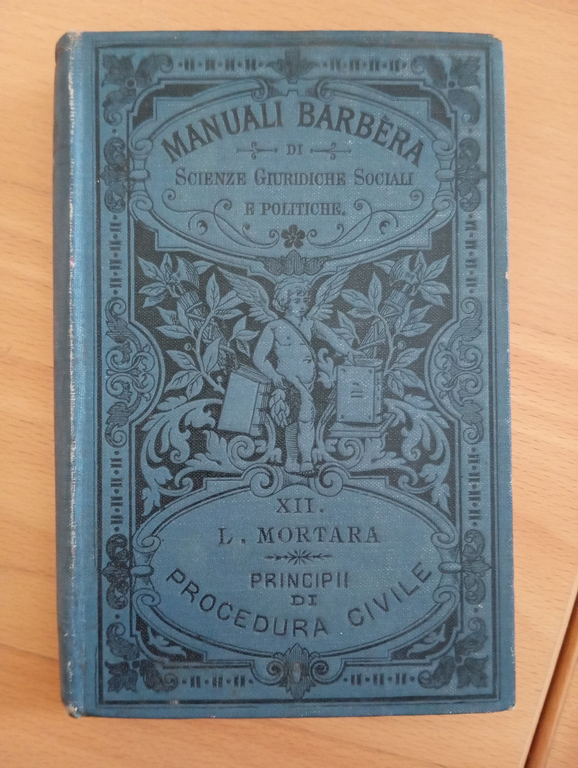 MANUALI BARBÈRA
DI
SCIENZE GIURIDICHE SOCIALI
E POLITICHE.
XII.
L. MORTARA
PRINCIPII
DI
PROCEDURA CIVILE